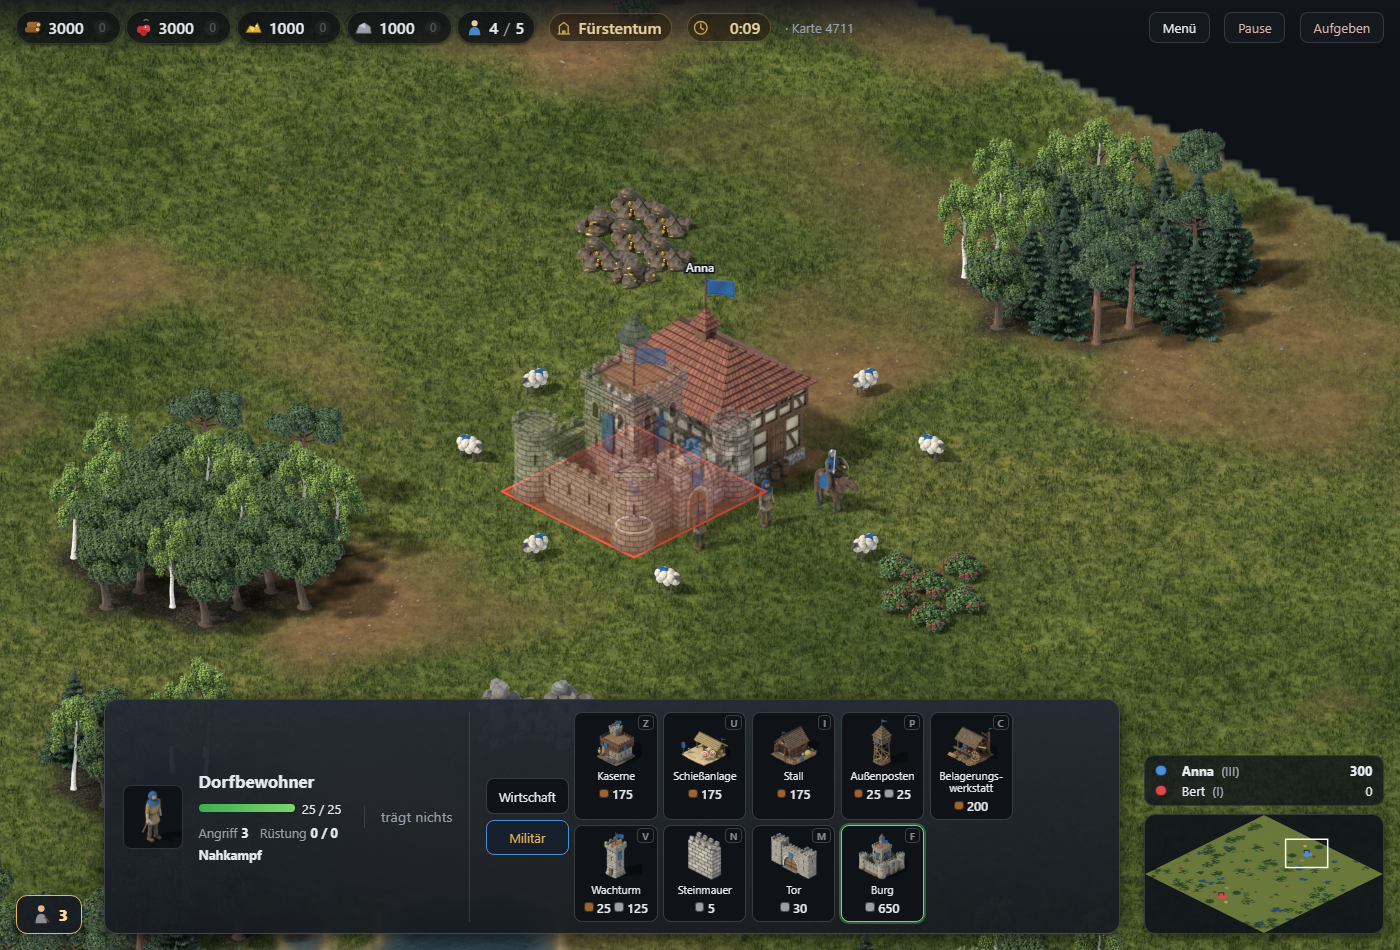 3000 0 3000 0 1000 0 1000 0 4 / 5 Fürstentum 0:09 · Karte 4711 Menü Pause Aufgeben
Anna
Dorfbewohner
25 / 25
Angriff 3 Rüstung 0 / 0
Nahkampf
trägt nichts
Wirtschaft
Militär
Z
Kaserne
175
U
Schießanlage
175
I
Stall
175
P
Außenposten
25 25
C
Belagerungs-
werkstatt
200
V
Wachturm
25 125
N
Steinmauer
5
M
Tor
30
F
Burg
650
3
Anna (III) 300
Bert (I) 0